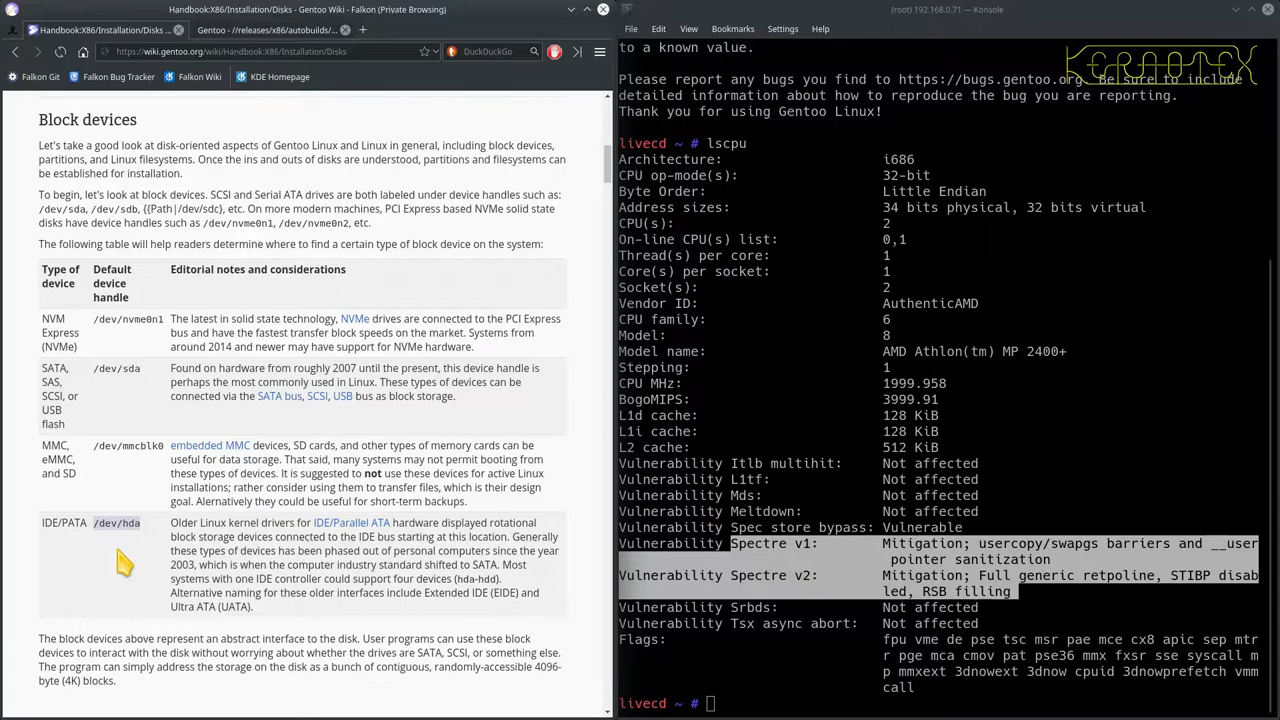 Handbook:X86/Installation/Disks - Gentoo Wiki - Falkon (Private Browsing)
Handbook:X86/Installation/Disks
Gentoo - //releases/x86/autobuilds/
https://wiki.gentoo.org/wiki/Handbook:X86/Installation/Disks
DuckDuckGo
Falkon Git
Falkon Bug Tracker
Falkon Wiki
KDE Homepage
Block devices
Let's take a good look at disk-oriented aspects of Gentoo Linux and Linux in general, including block devices,
partitions, and Linux filesystems. Once the ins and outs of disks are understood, partitions and filesystems can
be established for installation.
To begin, let's look at block devices. SCSI and Serial ATA drives are both labeled under device handles such as:
/dev/sda, /dev/sdb, {{Path|/dev/sdc}, etc. On more modern machines, PCI Express based NVMe solid state
disks have device handles such as /dev/nvme0n1, /dev/nvme0n2, etc.
The following table will help readers determine where to find a certain type of block device on the system:
Type of device
Default device handle
Editorial notes and considerations
NVM Express (NVMe)
/dev/nvme0n1
The latest in solid state technology, NVMe drives are connected to the PCI Express
bus and have the fastest transfer block speeds on the market. Systems from
around 2014 and newer may have support for NVMe hardware.
SATA, SAS, SCSI, or USB flash
/dev/sda
Found on hardware from roughly 2007 until the present, this device handle is
perhaps the most commonly used in Linux. These types of devices can be
connected via the SATA bus, SCSI, USB bus as block storage.
MMC, eMMC, and SD
/dev/mmcblk0
embedded MMC devices, SD cards, and other types of memory cards can be
useful for data storage. That said, many systems may not permit booting from
these types of devices. It is suggested to not use these devices for active Linux
installations; rather consider using them to transfer files, which is their design
goal. Alernatively they could be useful for short-term backups.
IDE/PATA
/dev/hda
Older Linux kernel drivers for IDE/Parallel ATA hardware displayed rotational
block storage devices connected to the IDE bus starting at this location. Generally
these types of devices has been phased out of personal computers since the year
2003, which is when the computer industry standard shifted to SATA. Most
systems with one IDE controller could support four devices (hda-hdd).
Alternative naming for these older interfaces include Extended IDE (EIDE) and
Ultra ATA (UATA).
The block devices above represent an abstract interface to the disk. User programs can use these block
devices to interact with the disk without worrying about whether the drives are SATA, SCSI, or something else.
The program can simply address the storage on the disk as a bunch of contiguous, randomly-accessible 4096-
byte (4K) blocks.
(root) 192.168.0.71 — Konsole
File Edit View Bookmarks Settings Help
KERNOTEX
to a known value.
Please report any bugs you find to https://bugs.gentoo.org. Be sure to include
detailed information about how to reproduce the bug you are reporting.
Thank you for using Gentoo Linux!
livecd ~ # lscpu
Architecture: i686
CPU op-mode(s): 32-bit
Byte Order: Little Endian
Address sizes: 34 bits physical, 32 bits virtual
CPU(s): 2
On-line CPU(s) list: 0,1
Thread(s) per core: 1
Core(s) per socket: 1
Socket(s): 2
Vendor ID: AuthenticAMD
CPU family: 6
Model: 8
Model name: AMD Athlon(tm) MP 2400+
Stepping: 1
CPU MHz: 1999.958
BogoMIPS: 3999.91
L1d cache: 128 KiB
L1i cache: 128 KiB
L2 cache: 512 KiB
Vulnerability Itlb multihit: Not affected
Vulnerability L1tf: Not affected
Vulnerability Mds: Not affected
Vulnerability Meltdown: Not affected
Vulnerability Spec store bypass: Vulnerable
Vulnerability Spectre v1: Mitigation; usercopy/swapgs barriers and __user
pointer sanitization
Vulnerability Spectre v2: Mitigation; Full generic retpoline, STIBP disab
led, RSB filling
Vulnerability Srbds: Not affected
Vulnerability Tsx async abort: Not affected
Flags: fpu vme de pse tsc msr pae mce cx8 apic sep mtr
r pge mca cmov pat pse36 mmx fxsr sse syscall m
p mmxext 3dnowext 3dnow cpuid 3dnowprefetch vmm
call
livecd ~ #